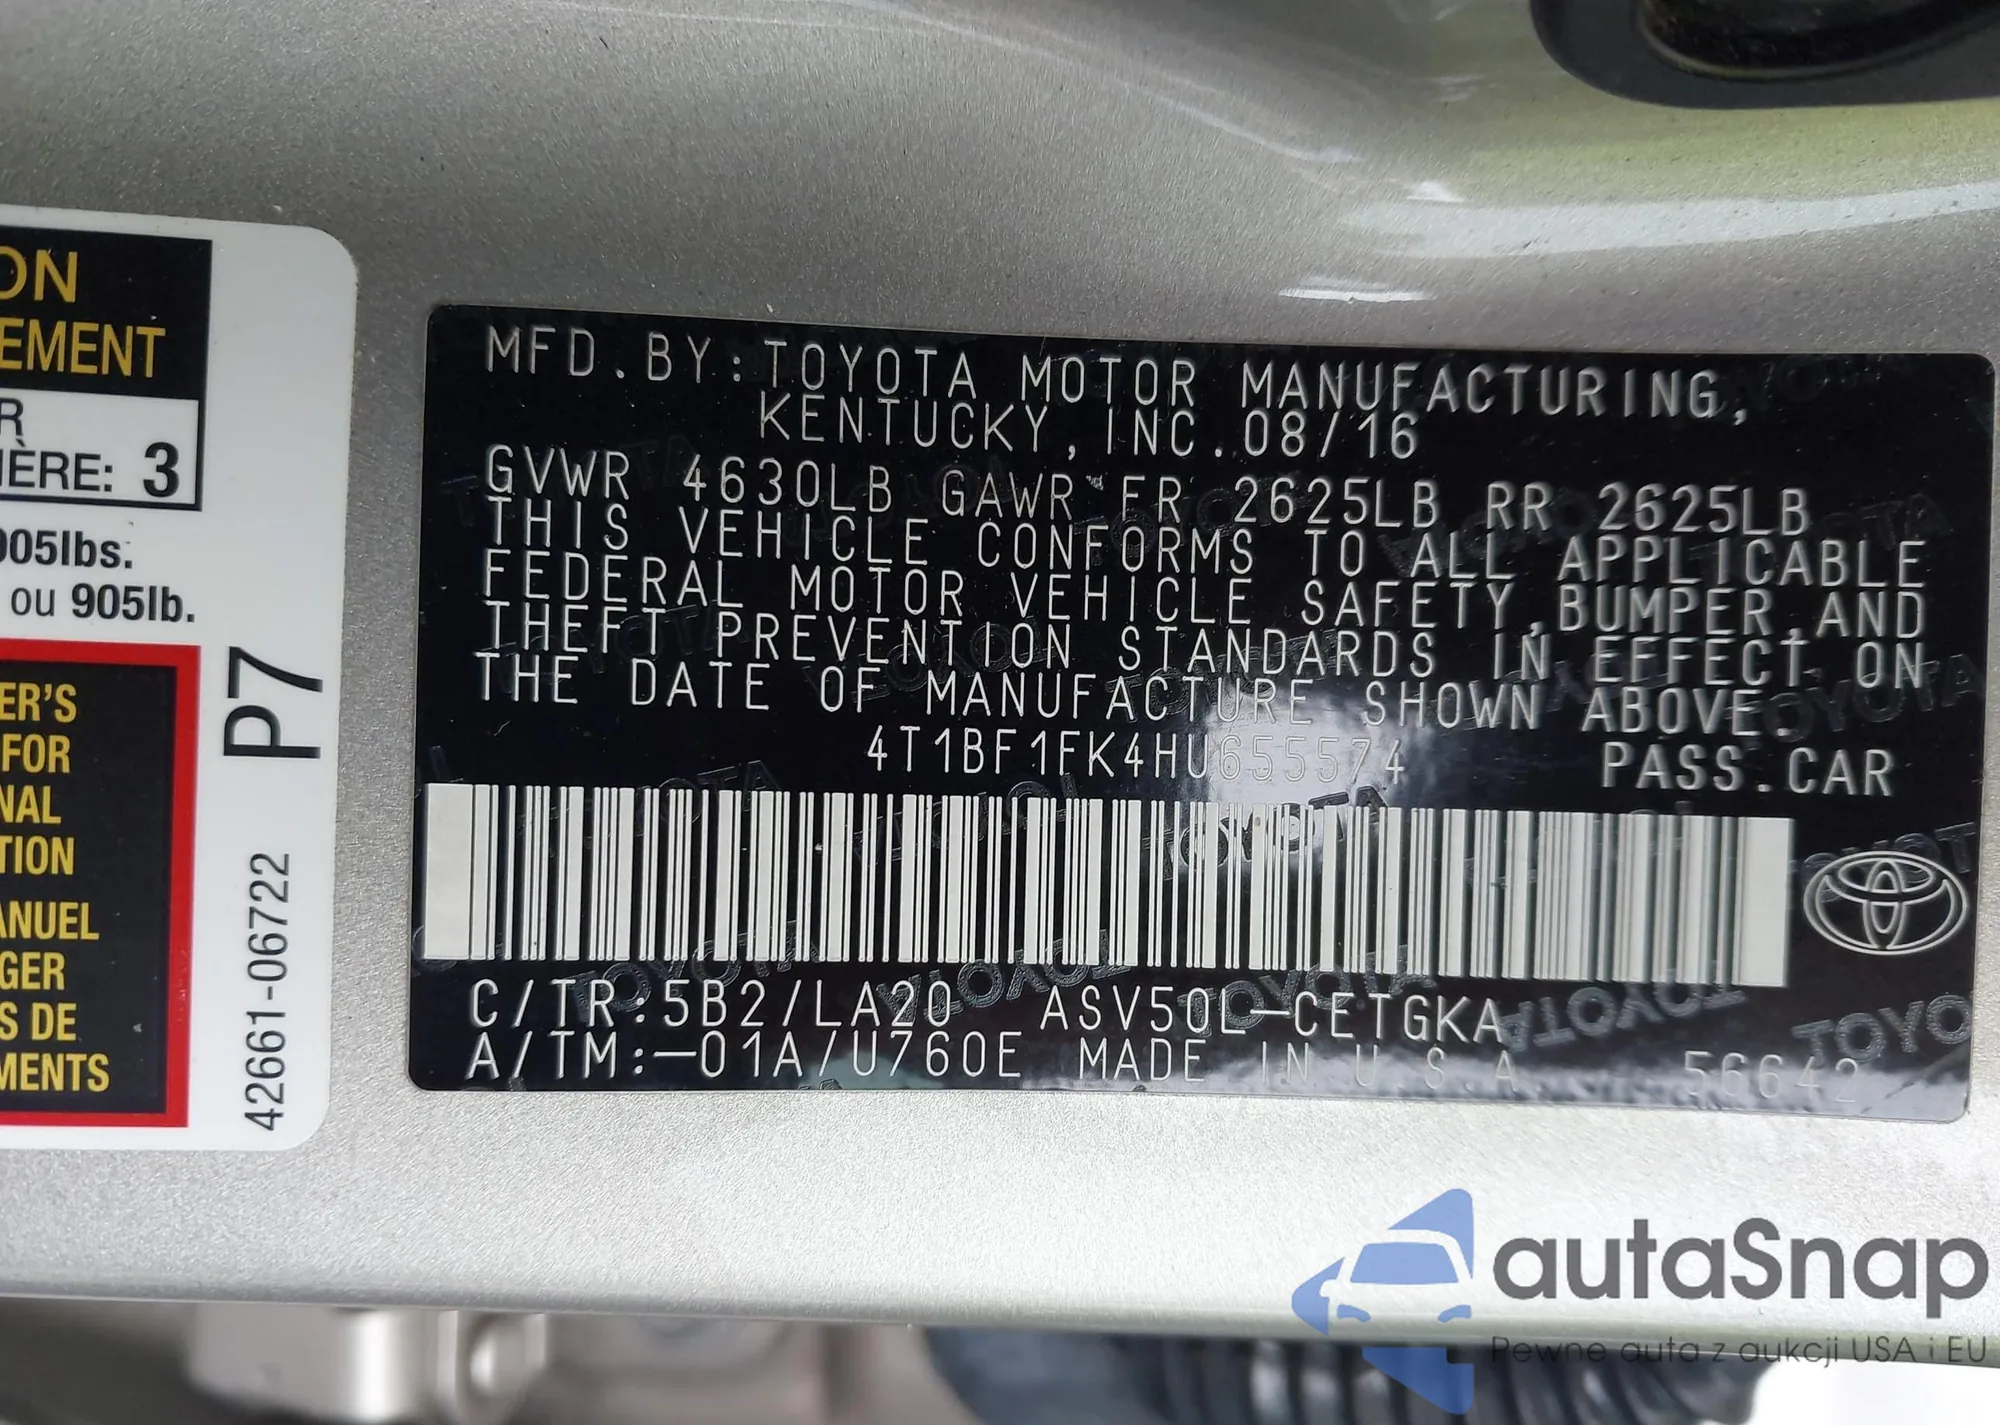 ON
EMENT
R
IÈRE: 3
905lbs.
ou 905lb.
ER'S
FOR
NAL
TION
ANUEL
GER
S DE
MENTS
P7
42661-06722
MFD.BY:TOYOTA MOTOR MANUFACTURING,
KENTUCKY,INC.08/16
GVWR 4630LB GAWR FR 2625LB RR 2625LB
THIS VEHICLE CONFORMS TO ALL APPLICABLE
FEDERAL MOTOR VEHICLE SAFETY,BUMPER,AND
THEFT PREVENTION STANDARDS IN EFFECT ON
THE DATE OF MANUFACTURE SHOWN ABOVE.
4T1BF1FK4HU655574 PASS.CAR
C/TR:5B2/LA20 ASV50L-CETGKA
A/TM:-01A/U760E MADE IN U.S.A. 56642
autaSnap
Pewne auta z aukcji USA i EU